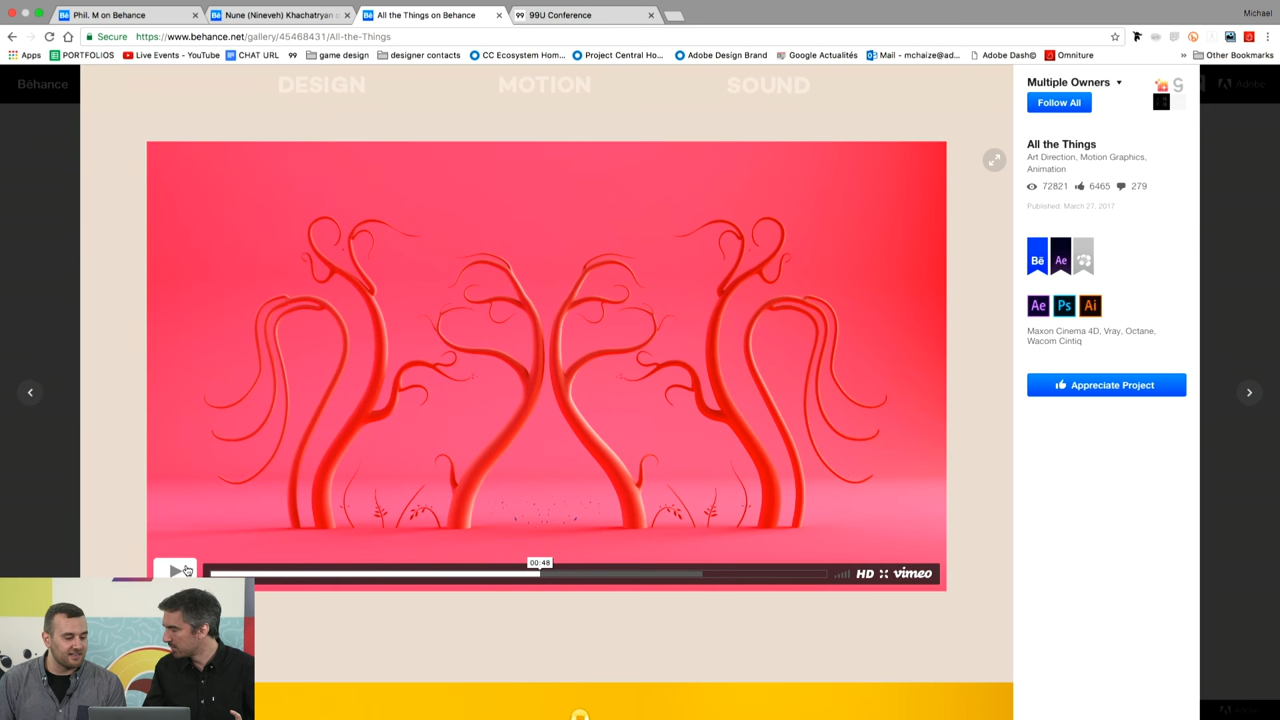 Phil. M on Behance
Nune (Nineveh) Khachatryan o
All the Things on Behance
99 99U Conference
Michael
Secure https://www.behance.net/gallery/45468431/All-the-Things
Apps PORTFOLIOS Live Events - YouTube CHAT URL game design designer contacts CC Ecosystem Hom... Project Central Ho... Adobe Design Brand Google Actualités Mail - mchaize@ad... Adobe Dash© Omniture » Other Bookmarks
Bēhance
DESIGN MOTION SOUND
Adobe
Multiple Owners
Follow All
All the Things
Art Direction, Motion Graphics,
Animation
72821 6465 279
Published: March 27, 2017
Bē Ae
Ae Ps Ai
Maxon Cinema 4D, Vray, Octane,
Wacom Cintiq
Appreciate Project
00:48
HD vimeo